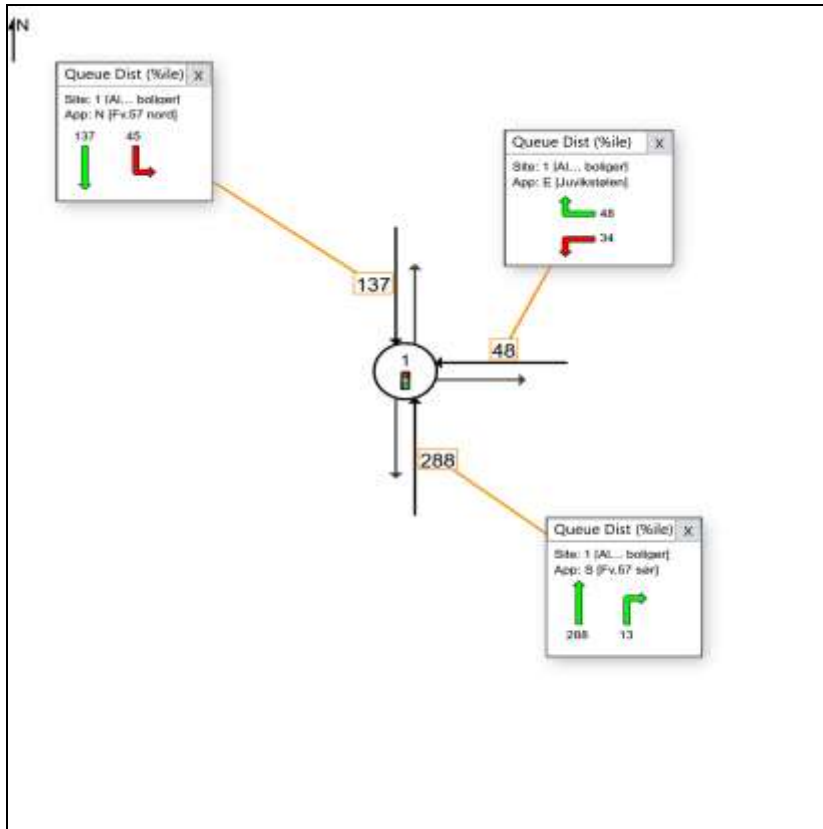 N
Queue Dist (%ile) x
Site: 1 [Al... boliger]
App: N [Fv.57 nord]
137 45
Queue Dist (%ile) x
Site: 1 [Al... boliger]
App: E [Juvikstølen]
48
34
137
48
1
288
Queue Dist (%ile) x
Site: 1 [Al... boliger]
App: S [Fv.57 sør]
288 13